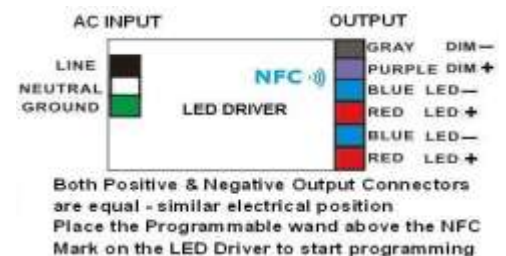 AC INPUT OUTPUT
GRAY DIM—
LINE PURPLE DIM +
NEUTRAL NFC BLUE LED—
GROUND LED DRIVER RED LED +
BLUE LED—
RED LED +
Both Positive & Negative Output Connectors
are equal - similar electrical position
Place the Programmable wand above the NFC
Mark on the LED Driver to start programming